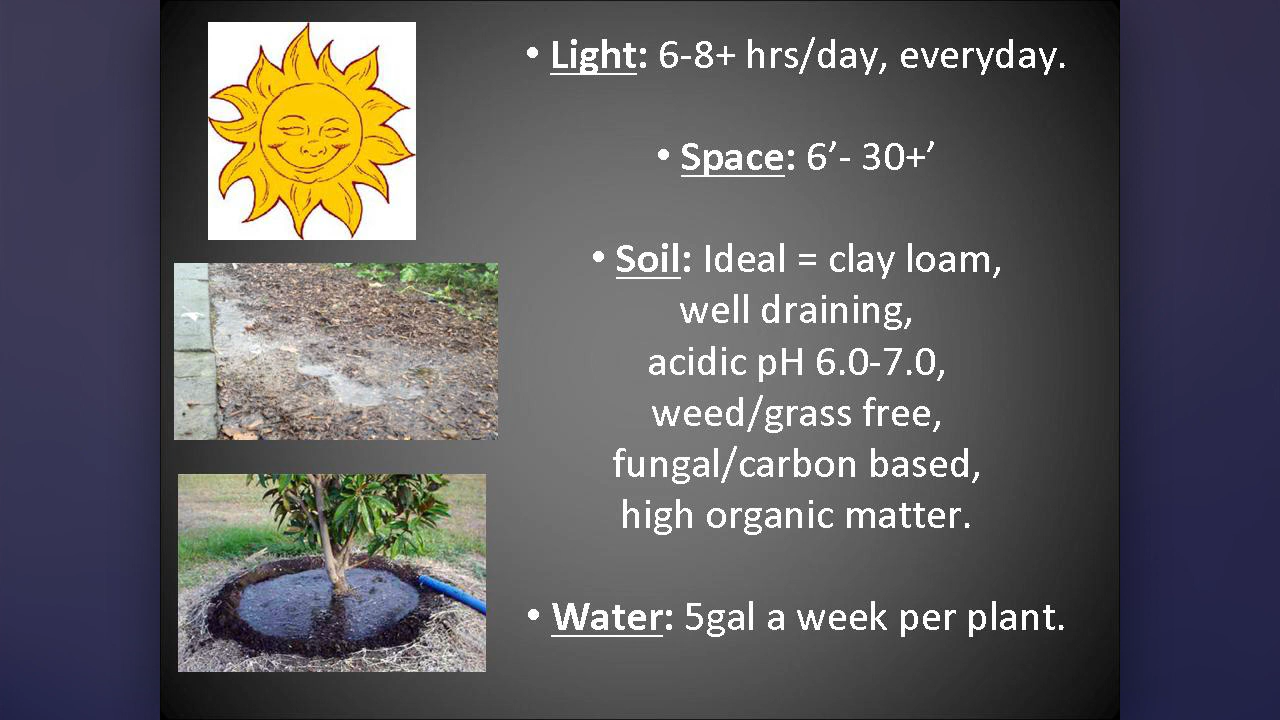 • Light: 6-8+ hrs/day, everyday.
• Space: 6’- 30+’
• Soil: Ideal = clay loam,
well draining,
acidic pH 6.0-7.0,
weed/grass free,
fungal/carbon based,
high organic matter.
• Water: 5gal a week per plant.